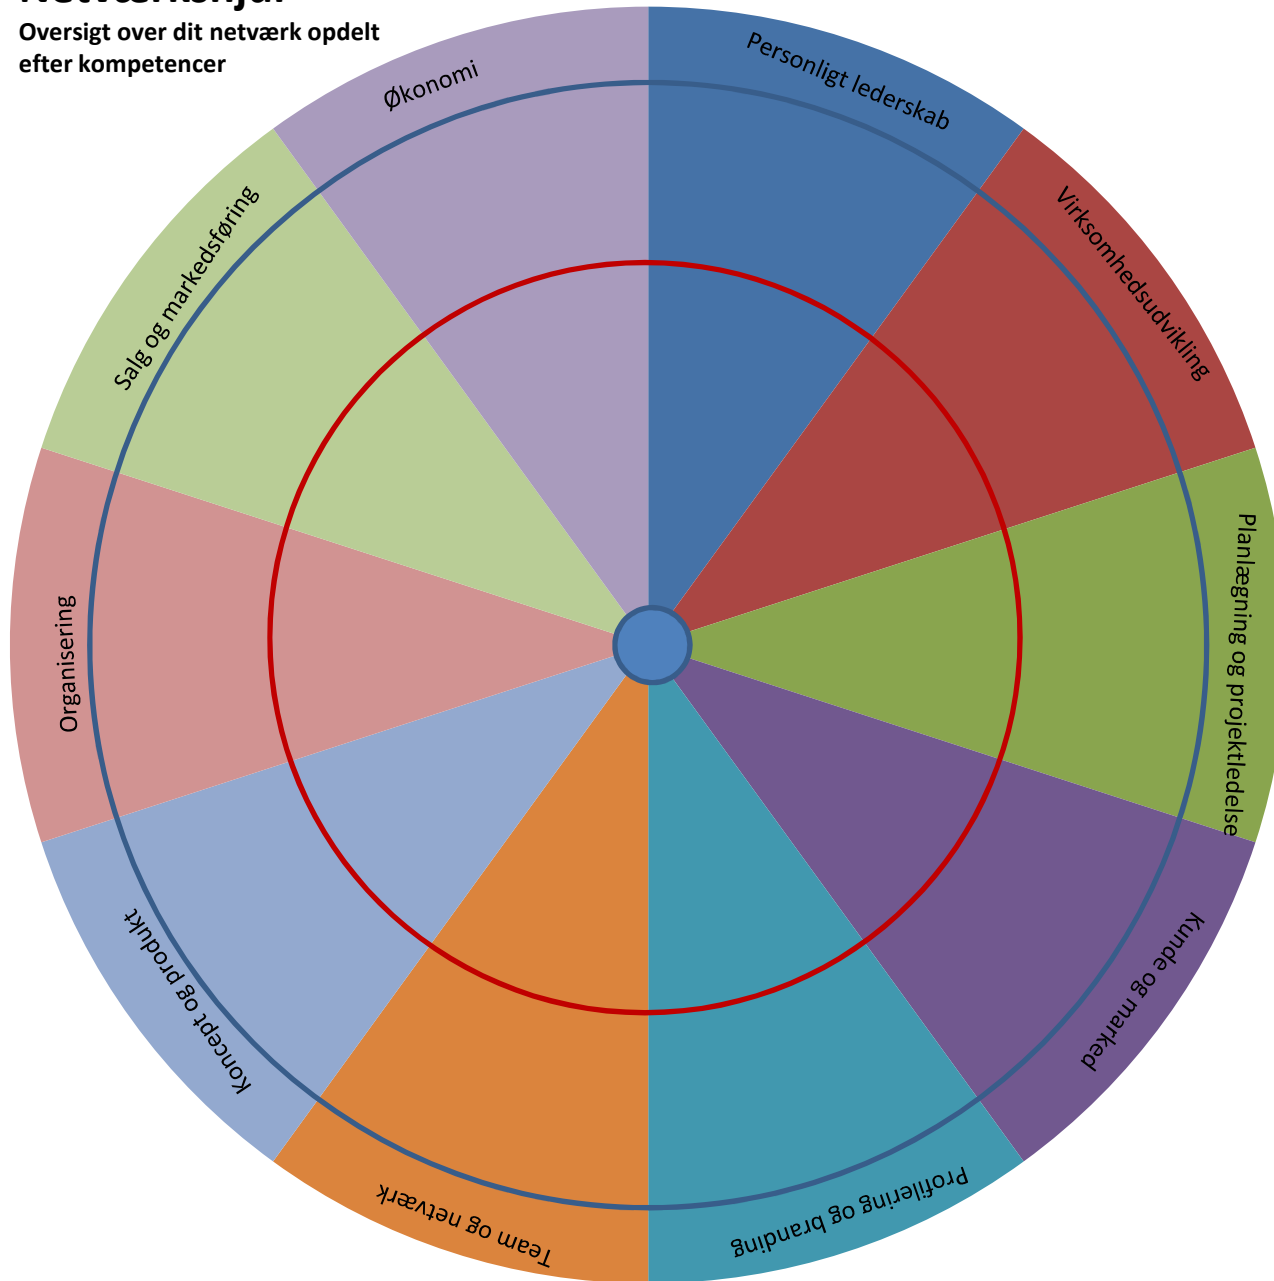 Netværkshjul
Oversigt over dit netværk opdelt
efter kompetencer
Personligt lederskab
Virksomhedsudvikling
Planlægning og projektledelse
Kunde og marked
Profilering og branding
Team og netværk
Koncept og produkt
Organisering
Salg og markedsføring
Økonomi